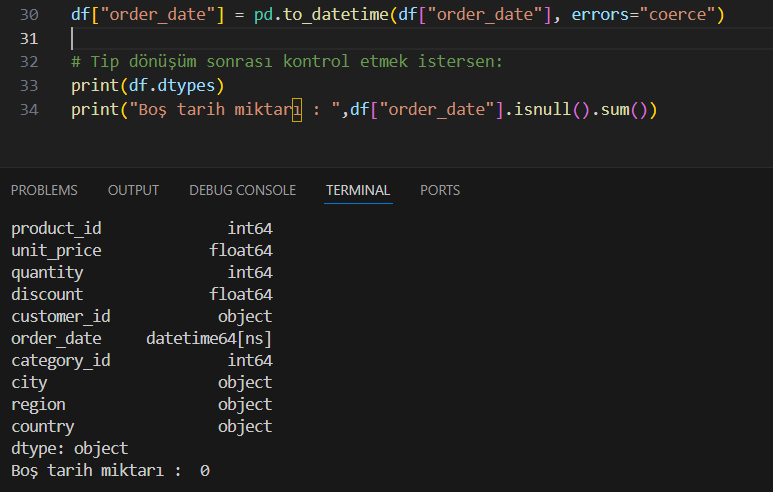 30 df["order_date"] = pd.to_datetime(df["order_date"], errors="coerce")
31
32 # Tip dönüşüm sonrası kontrol etmek istersen:
33 print(df.dtypes)
34 print("Boş tarih miktarı : ",df["order_date"].isnull().sum())
PROBLEMS OUTPUT DEBUG CONSOLE TERMINAL PORTS
product_id int64
unit_price float64
quantity int64
discount float64
customer_id object
order_date datetime64[ns]
category_id int64
city object
region object
country object
dtype: object
Boş tarih miktarı :  0